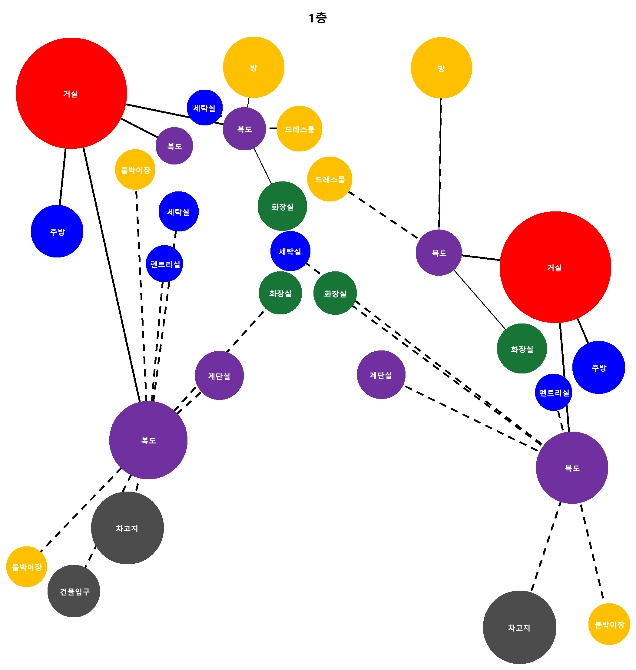 1층
방
방
거실
세탁실
복도
드레스룸
복도
붙박이장
드레스룸
화장실
세탁실
주방
세탁실
복도
팬트리실
거실
화장실
화장실
화장실
주방
계단실
계단실
팬트리실
복도
복도
차고지
붙박이장
건물입구
차고지
붙박이장